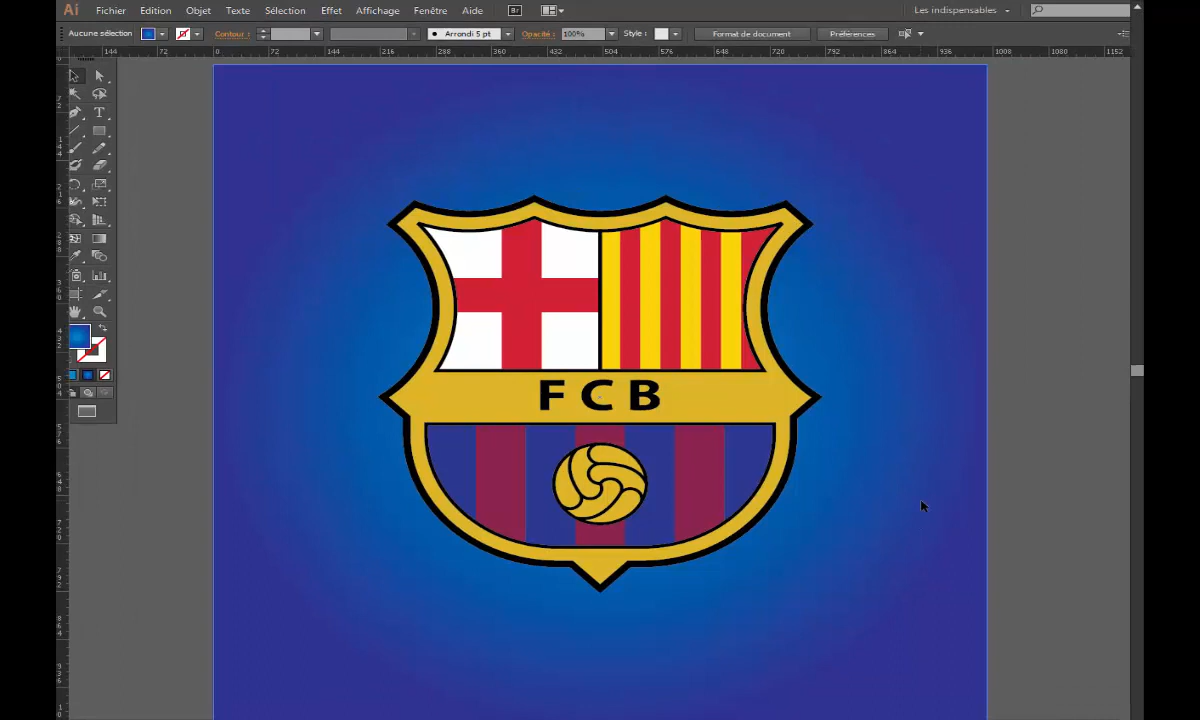 Ai Fichier Edition Objet Texte Sélection Effet Affichage Fenêtre Aide Br Les indispensables
Aucune sélection Contour : Arrondi 5 pt Opacité : 100% Style : Format de document Préférences
144 72 0 72 144 216 288 360 432 504 576 648 720 792 864 936 1008 1080 1152
T
FCB